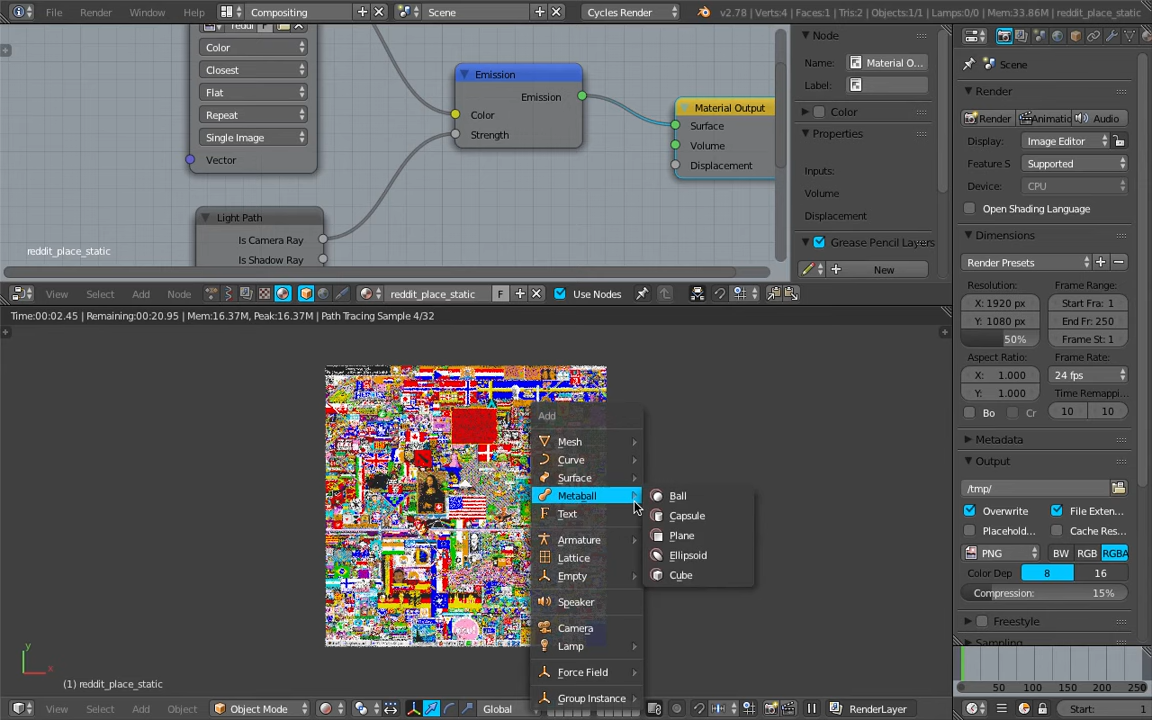 File Render Window Help Compositing Scene Cycles Render v2.78 | Verts:4 | Faces:1 | Tris:2 | Objects:1/1 | Lamps:0/0 | Mem:33.86M | reddit_place_static
Color
Closest
Flat
Repeat
Single Image
Vector
Light Path
Is Camera Ray
Is Shadow Ray
reddit_place_static
Emission
Emission
Color
Strength
Material Output
Surface
Volume
Displacement
Node
Name: Material O...
Label:
Color
Properties
Inputs:
Volume
Displacement
Grease Pencil Layers
New
View Select Add Node reddit_place_static F Use Nodes
Time:00:02.45 | Remaining:00:20.95 | Mem:16.37M, Peak:16.37M | Path Tracing Sample 4/32
Add
Mesh
Curve
Surface
Metaball
Text
Armature
Lattice
Empty
Speaker
Camera
Lamp
Force Field
Group Instance
Ball
Capsule
Plane
Ellipsoid
Cube
y
x
(1) reddit_place_static
View Select Add Object Object Mode Global RenderLayer
Scene
Render
Render Animatic Audio
Display: Image Editor
Feature S Supported
Device: CPU
Open Shading Language
Dimensions
Render Presets
Resolution: Frame Range:
X: 1920 px Start Fra: 1
Y: 1080 px End Fr: 250
50% Frame St: 1
Aspect Ratio: Frame Rate:
X: 1.000 24 fps
Y: 1.000 Time Remappi...
Bo Cr 10 10
Metadata
Output
/tmp/
Overwrite File Exten...
Placehold... Cache Res...
PNG BW RGB RGBA
Color Dep 8 16
Compression: 15%
Freestyle
Sampling
50 100 150 200 250
Start: 1